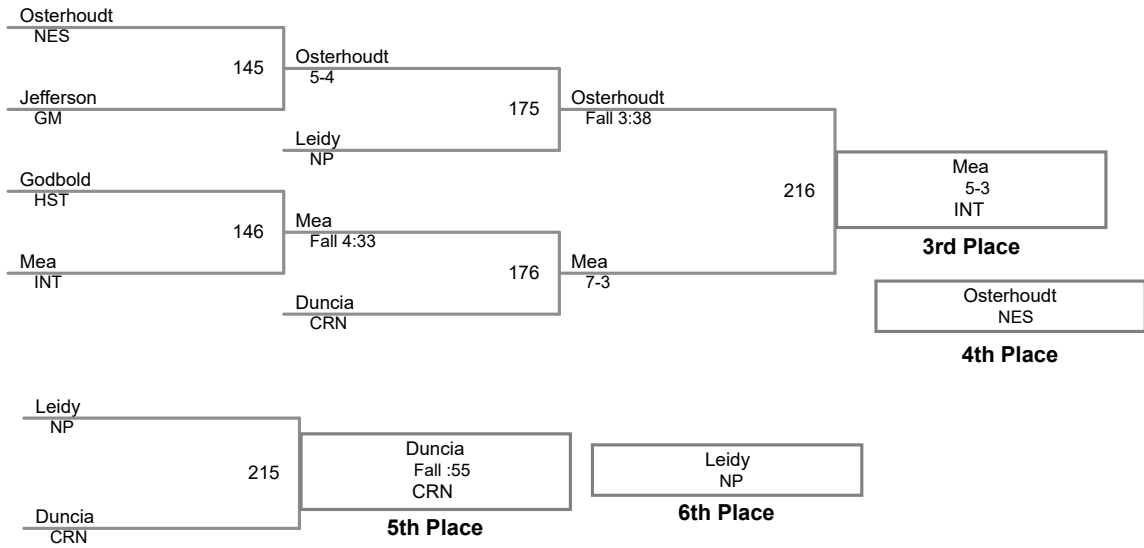 Osterhoudt
NES
145
Jefferson
GM
Osterhoudt
5-4
175
Leidy
NP
Osterhoudt
Fall 3:38
Godbold
HST
146
Mea
INT
Mea
Fall 4:33
176
Duncia
CRN
Mea
7-3
216
Mea
5-3
INT
3rd Place
Osterhoudt
NES
4th Place
Leidy
NP
215
Duncia
CRN
Duncia
Fall :55
CRN
5th Place
Leidy
NP
6th Place